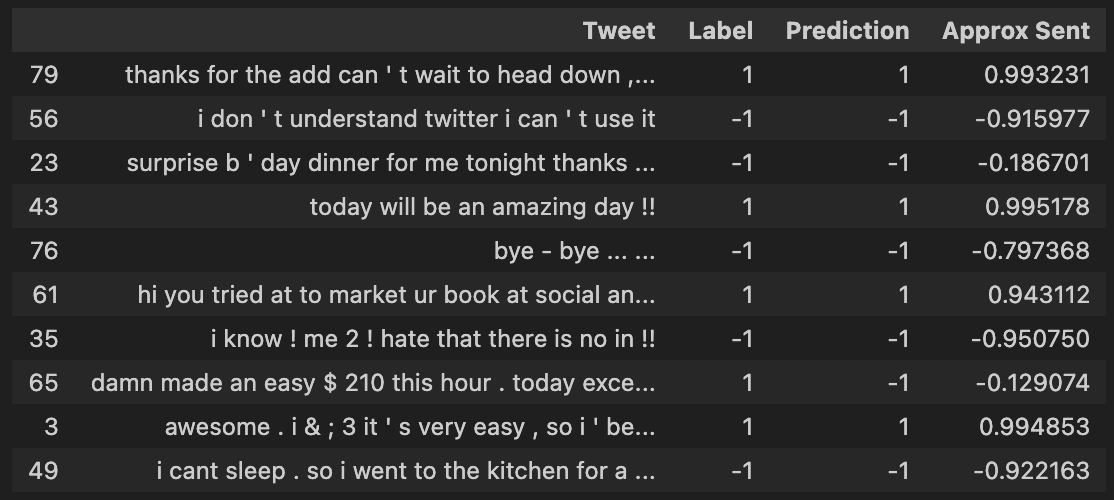 Tweet Label Prediction Approx Sent
79 thanks for the add can ' t wait to head down ,... 1 1 0.993231
56 i don ' t understand twitter i can ' t use it -1 -1 -0.915977
23 surprise b ' day dinner for me tonight thanks ... -1 -1 -0.186701
43 today will be an amazing day !! 1 1 0.995178
76 bye - bye ... ... -1 -1 -0.797368
61 hi you tried at to market ur book at social an... 1 1 0.943112
35 i know ! me 2 ! hate that there is no in !! -1 -1 -0.950750
65 damn made an easy $ 210 this hour . today exce... 1 -1 -0.129074
3 awesome . i & ; 3 it ' s very easy , so i ' be... 1 1 0.994853
49 i cant sleep . so i went to the kitchen for a ... -1 -1 -0.922163